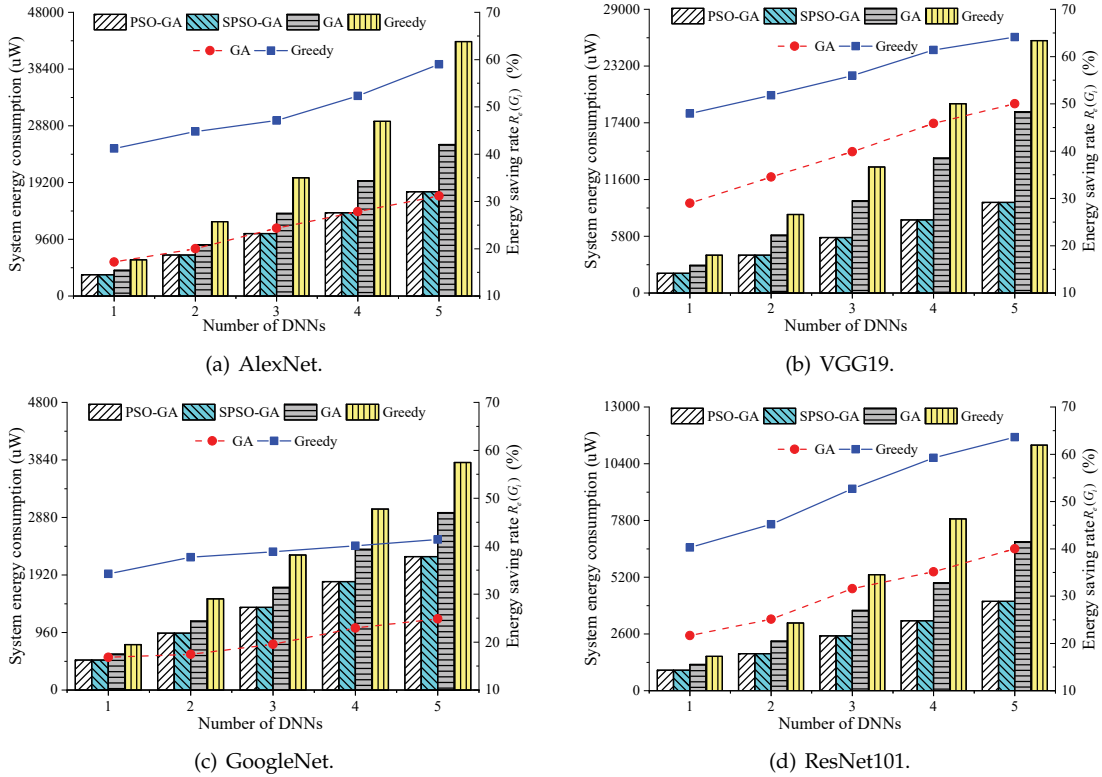 48000
38400
28800
19200
9600
0
System energy consumption (uW)
PSO-GA
SPSO-GA
GA
Greedy
GA
Greedy
70
60
50
40
30
20
10
Energy saving rate R_e(G_i) (%)
1
2
3
4
5
Number of DNNs
(a) AlexNet.
29000
23200
17400
11600
5800
0
System energy consumption (uW)
PSO-GA
SPSO-GA
GA
Greedy
GA
Greedy
70
60
50
40
30
20
10
Energy saving rate R_e(G_i) (%)
1
2
3
4
5
Number of DNNs
(b) VGG19.
4800
3840
2880
1920
960
0
System energy consumption (uW)
PSO-GA
SPSO-GA
GA
Greedy
GA
Greedy
70
60
50
40
30
20
10
Energy saving rate R_e(G_i) (%)
1
2
3
4
5
Number of DNNs
(c) GoogleNet.
13000
10400
7800
5200
2600
0
System energy consumption (uW)
PSO-GA
SPSO-GA
GA
Greedy
GA
Greedy
70
60
50
40
30
20
10
Energy saving rate R_e(G_i) (%)
1
2
3
4
5
Number of DNNs
(d) ResNet101.